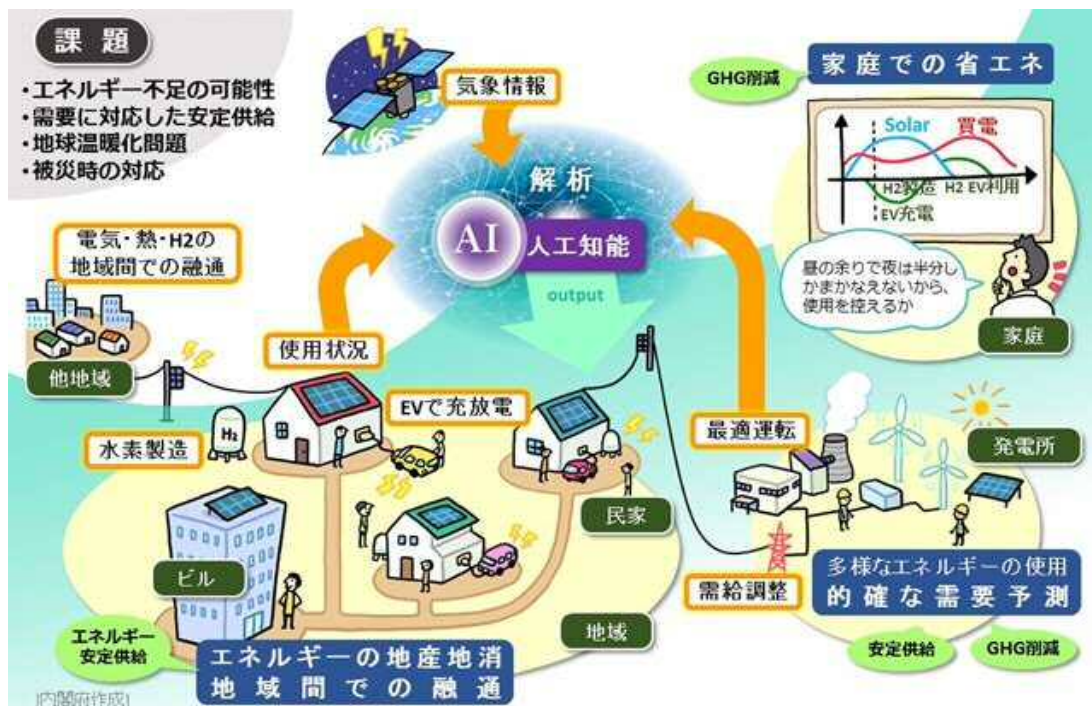 課題
・エネルギー不足の可能性
・需要に対応した安定供給
・地球温暖化問題
・被災時の対応
気象情報
解析
AI
人工知能
output
GHG削減
家庭での省エネ
Solar
買電
H2製造
H2 EV利用
EV充電
昼の余りで夜は半分し
かまかなえないから、
使用を控えるか
家庭
電気・熱・H2の
地域間での融通
他地域
使用状況
水素製造
H2
EVで充放電
民家
ビル
地域
エネルギー
安定供給
エネルギーの地産地消
地域間での融通
最適運転
発電所
需給調整
多様なエネルギーの使用
的確な需要予測
安定供給
GHG削減
[内閣府作成]